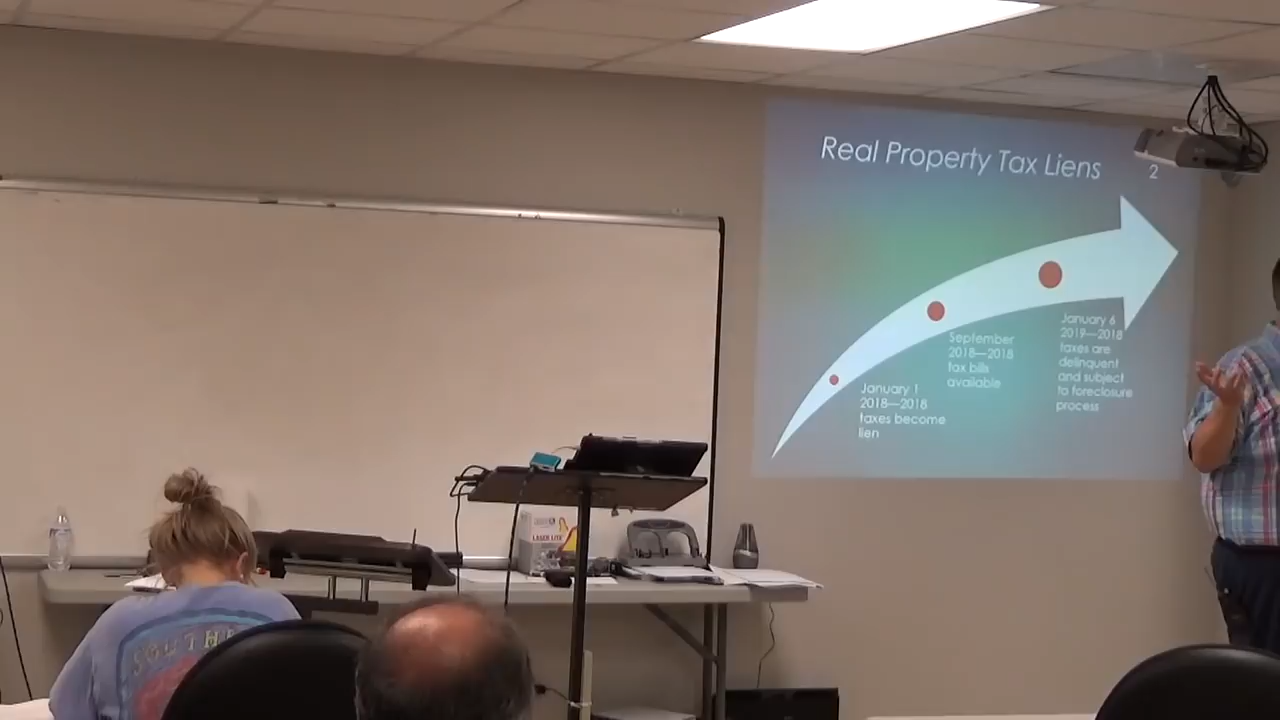 Real Property Tax Liens
2
January 1
2018—2018
taxes become
lien
September
2018—2018
tax bills
available
January 6
2019—2018
taxes are
delinquent
and subject
to foreclosure
process
LASER LITE
SOUTH